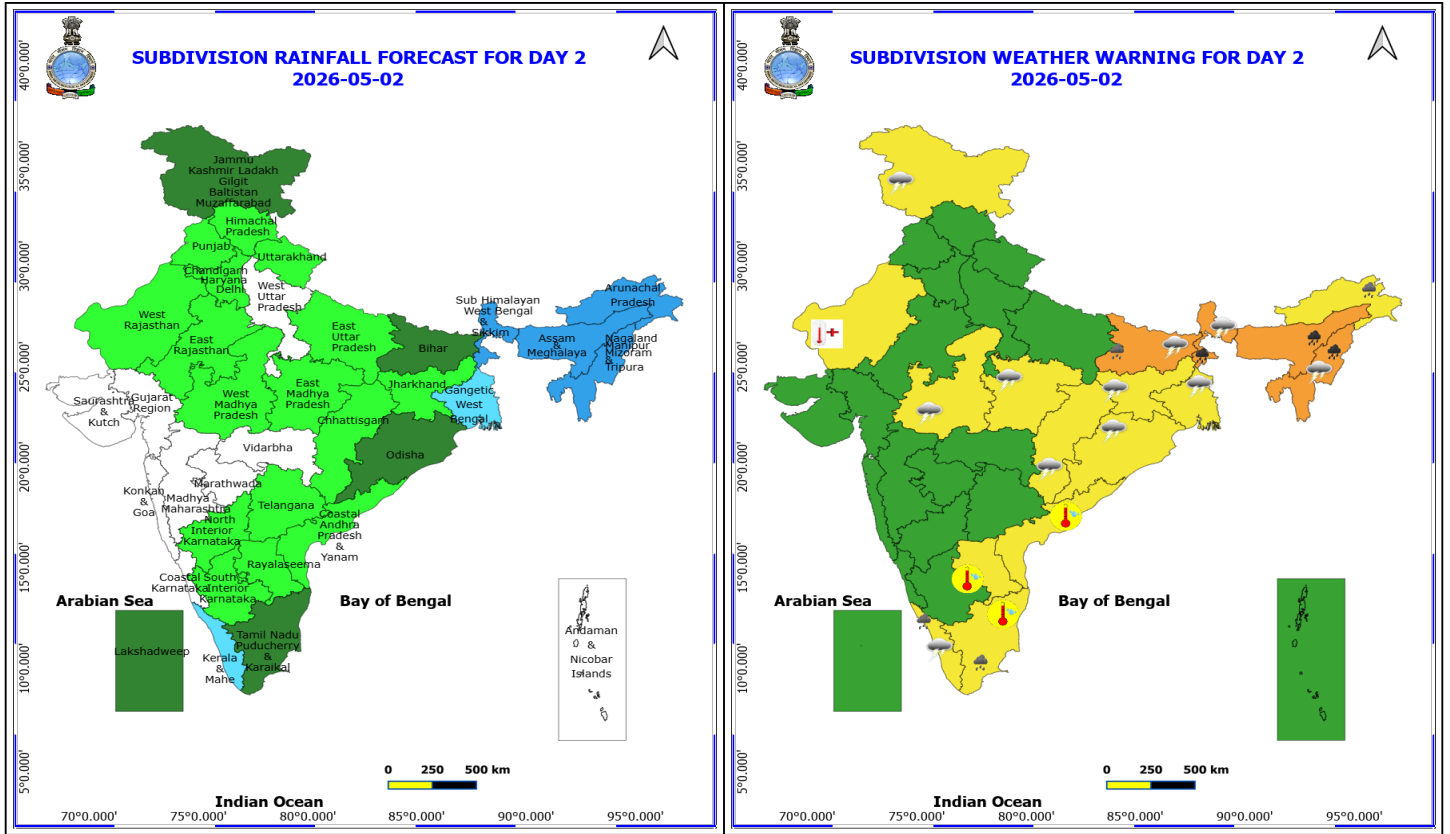 SUBDIVISION RAINFALL FORECAST FOR DAY 2
2026-05-02
40°0.000'
35°0.000'
30°0.000'
25°0.000'
20°0.000'
15°0.000'
10°0.000'
5°0.000'
Jammu
Kashmir Ladakh
Gilgit
Baltistan
Muzaffarabad
Himachal
Pradesh
Punjab
Uttarakhand
Chandigarh
Haryana
Delhi
West
Uttar
Pradesh
West
Rajasthan
East
Rajasthan
East
Uttar
Pradesh
Bihar
Sub Himalayan
West Bengal
&
Sikkim
Arunachal
Pradesh
Assam
&
Meghalaya
Nagaland
Manipur
Mizoram
&
Tripura
Saurashtra
&
Kutch
Gujarat
Region
West
Madhya
Pradesh
East
Madhya
Pradesh
Jharkhand
Gangetic
West
Bengal
Chhattisgarh
Odisha
Vidarbha
Konkan
&
Goa
Madhya
Maharashtra
Marathwada
Telangana
North
Interior
Karnataka
Coastal
Andhra
Pradesh
&
Yanam
Rayalaseema
Coastal
Karnataka
South
Interior
Karnataka
Arabian Sea
Bay of Bengal
Lakshadweep
Kerala
&
Mahe
Tamil Nadu
Puducherry
&
Karaikal
Andaman
&
Nicobar
Islands
0 250 500 km
Indian Ocean
70°0.000' 75°0.000' 80°0.000' 85°0.000' 90°0.000' 95°0.000'
SUBDIVISION WEATHER WARNING FOR DAY 2
2026-05-02
40°0.000'
35°0.000'
30°0.000'
25°0.000'
20°0.000'
15°0.000'
10°0.000'
5°0.000'
Arabian Sea
Bay of Bengal
0 250 500 km
Indian Ocean
70°0.000' 75°0.000' 80°0.000' 85°0.000' 90°0.000' 95°0.000'